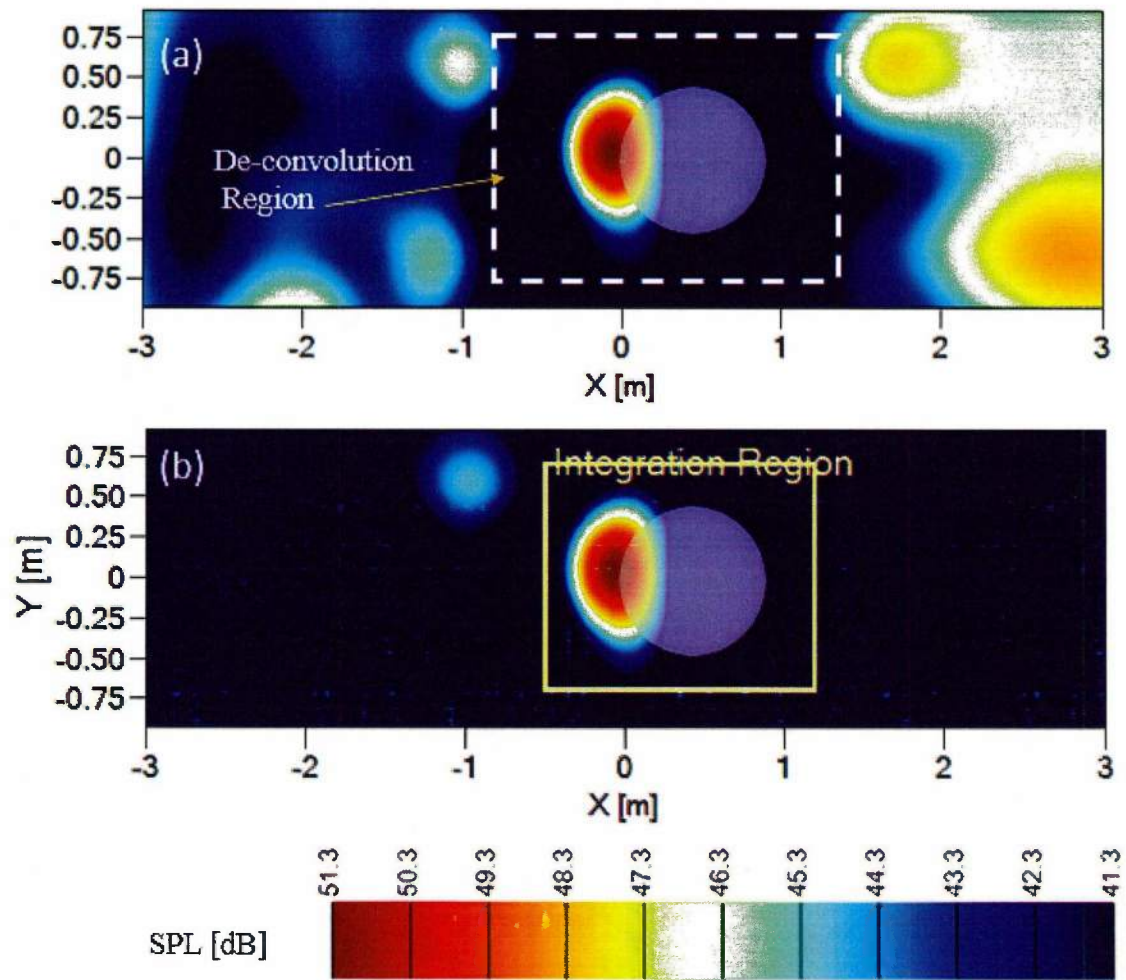 (a)
0.75
0.50
0.25
0
-0.25
-0.50
-0.75
De-convolution
Region
-3 -2 -1 0 1 2 3
X [m]
(b)
Integration Region
Y [m]
0.75
0.50
0.25
0
-0.25
-0.50
-0.75
-3 -2 -1 0 1 2 3
X [m]
51.3 50.3 49.3 48.3 47.3 46.3 45.3 44.3 43.3 42.3 41.3
SPL [dB]